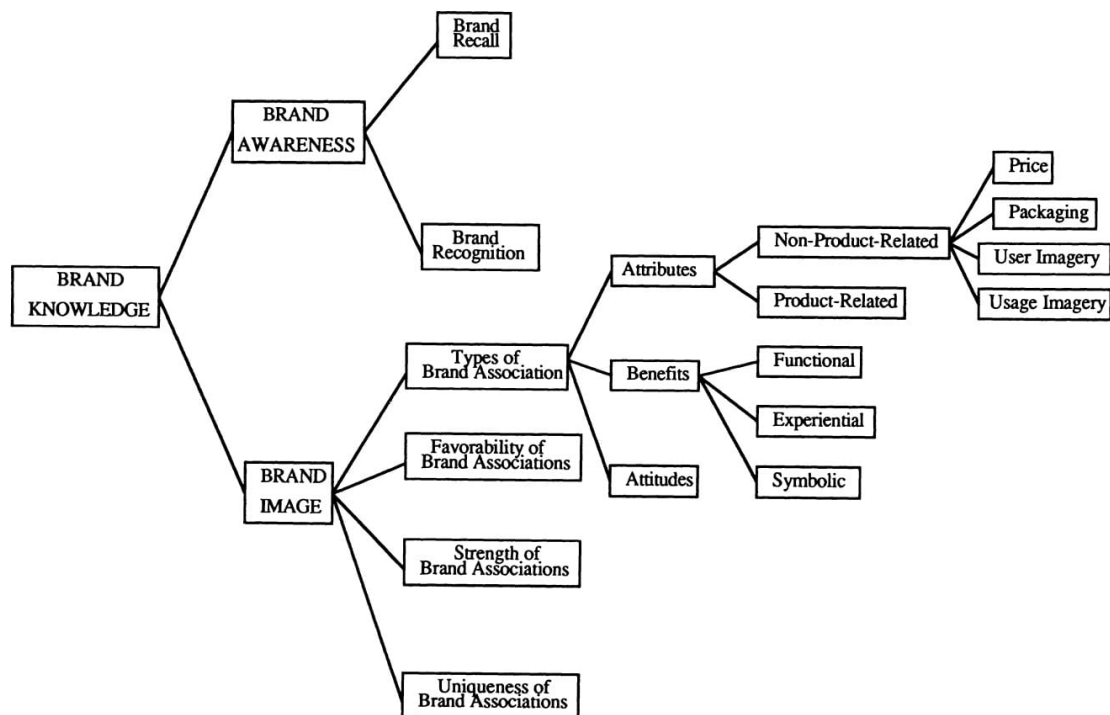 Brand
Recall
BRAND
AWARENESS
Brand
Recognition
BRAND
KNOWLEDGE
BRAND
IMAGE
Types of
Brand Association
Favorability of
Brand Associations
Strength of
Brand Associations
Uniqueness of
Brand Associations
Attributes
Benefits
Attitudes
Non-Product-Related
Product-Related
Functional
Experiential
Symbolic
Price
Packaging
User Imagery
Usage Imagery